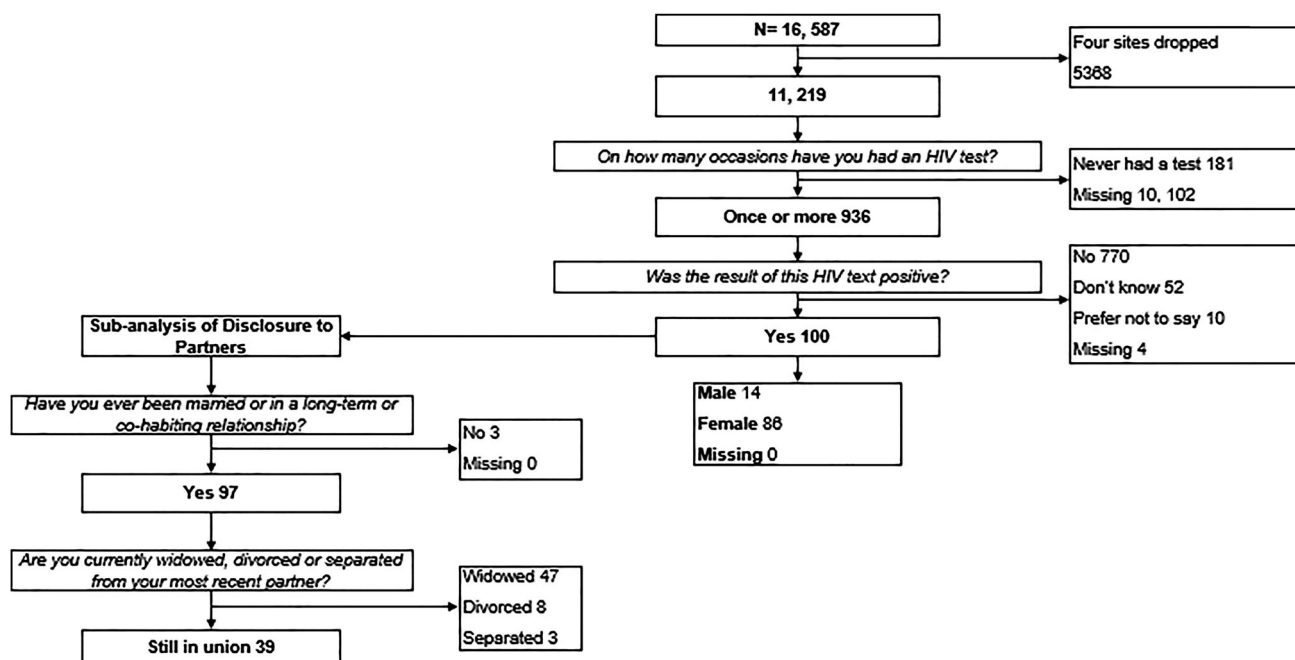 N= 16, 587
Four sites dropped
5368
11, 219
On how many occasions have you had an HIV test?
Never had a test 181
Missing 10, 102
Once or more 936
Was the result of this HIV text positive?
No 770
Don't know 52
Prefer not to say 10
Missing 4
Yes 100
Sub-analysis of Disclosure to
Partners
Male 14
Female 86
Missing 0
Have you ever been married or in a long-term or
co-habiting relationship?
No 3
Missing 0
Yes 97
Are you currently widowed, divorced or separated
from your most recent partner?
Widowed 47
Divorced 8
Separated 3
Still in union 39